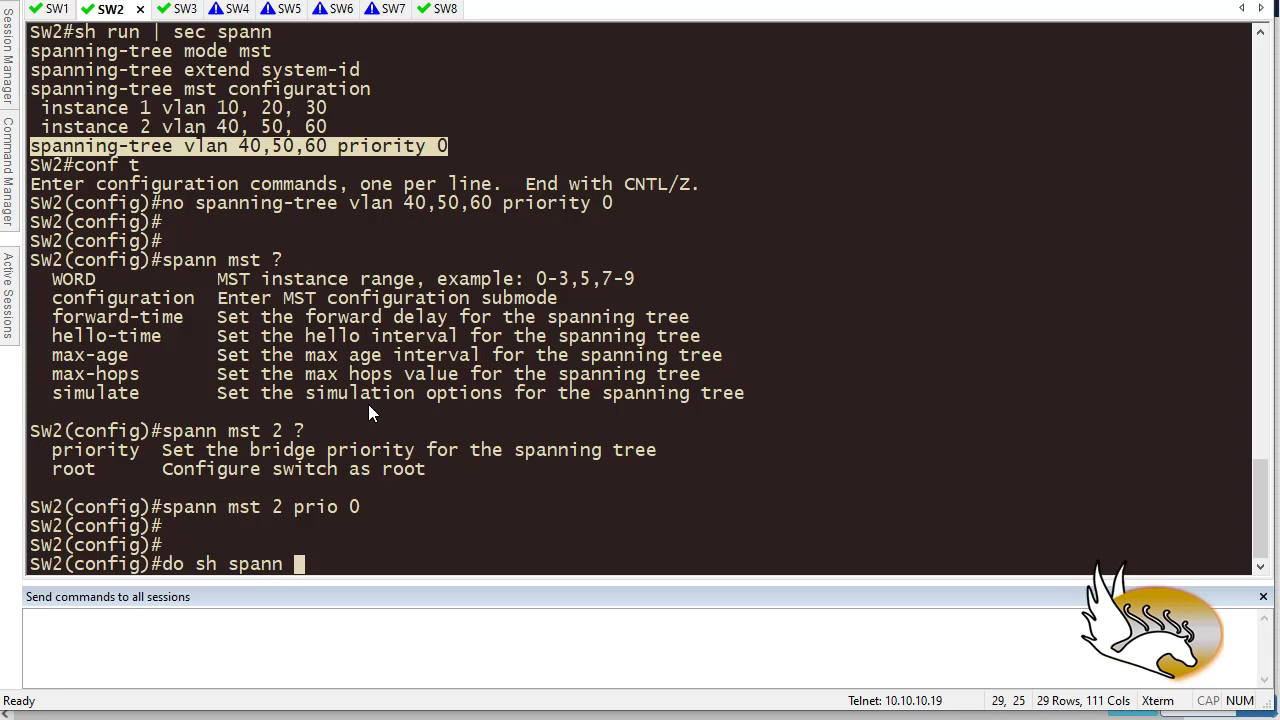 SW1 SW2 × SW3 SW4 SW5 SW6 SW7 SW8
Session Manager
Command Manager
Active Sessions
SW2#sh run | sec spann
spanning-tree mode mst
spanning-tree extend system-id
spanning-tree mst configuration
instance 1 vlan 10, 20, 30
instance 2 vlan 40, 50, 60
spanning-tree vlan 40,50,60 priority 0
SW2#conf t
Enter configuration commands, one per line.  End with CNTL/Z.
SW2(config)#no spanning-tree vlan 40,50,60 priority 0
SW2(config)#
SW2(config)#
SW2(config)#spann mst ?
WORD           MST instance range, example: 0-3,5,7-9
configuration  Enter MST configuration submode
forward-time   Set the forward delay for the spanning tree
hello-time     Set the hello interval for the spanning tree
max-age        Set the max age interval for the spanning tree
max-hops       Set the max hops value for the spanning tree
simulate       Set the simulation options for the spanning tree
SW2(config)#spann mst 2 ?
priority  Set the bridge priority for the spanning tree
root      Configure switch as root
SW2(config)#spann mst 2 prio 0
SW2(config)#
SW2(config)#
SW2(config)#do sh spann
Send commands to all sessions
Ready Telnet: 10.10.10.19 29, 25 29 Rows, 111 Cols Xterm CAP NUM